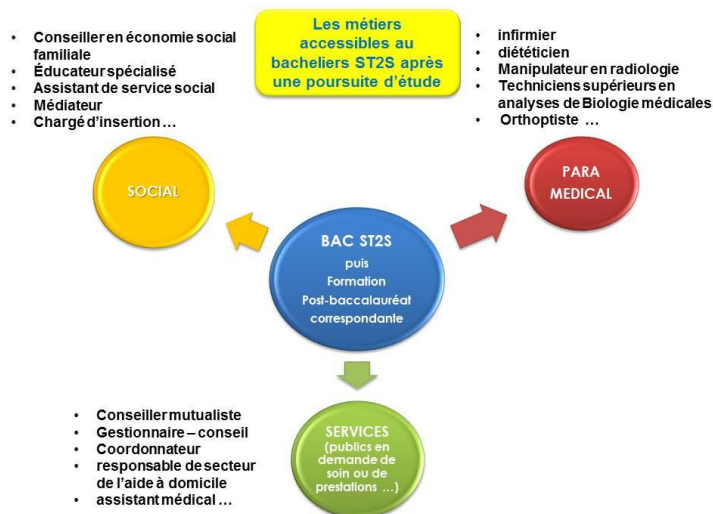 Les métiers
accessibles au
bacheliers ST2S après
une poursuite d'étude
• Conseiller en économie social
familiale
• Éducateur spécialisé
• Assistant de service social
• Médiateur
• Chargé d'insertion ...
• infirmier
• diététicien
• Manipulateur en radiologie
• Techniciens supérieurs en
analyses de Biologie médicales
• Orthoptiste ...
SOCIAL
PARA
MEDICAL
BAC ST2S
puis
Formation
Post-baccalauréat
correspondante
• Conseiller mutualiste
• Gestionnaire – conseil
• Coordonnateur
• responsable de secteur
de l'aide à domicile
• assistant médical ...
SERVICES
(publics en
demande de
soin ou de
prestations ...)